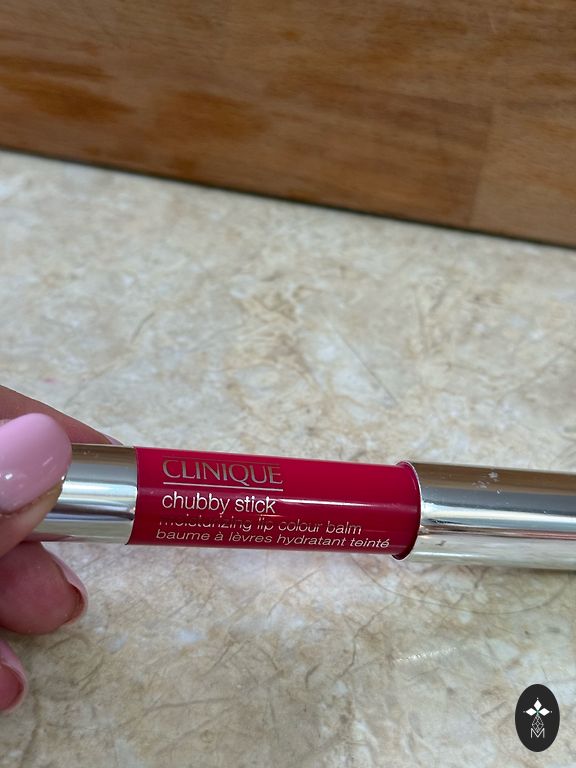 CLINIQUE
chubby stick
moisturizing lip colour balm
baume à lèvres hydratant teinté